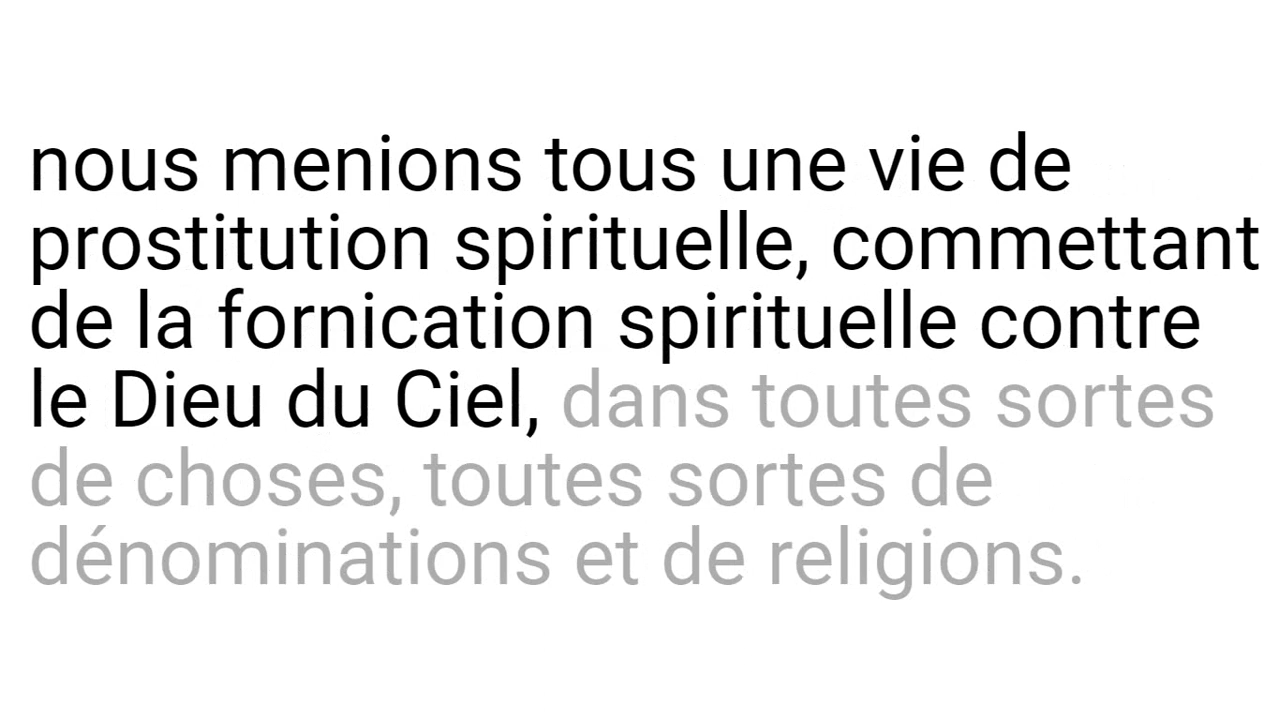 nous menions tous une vie de
prostitution spirituelle, commettant
de la fornication spirituelle contre
le Dieu du Ciel, dans toutes sortes
de choses, toutes sortes de
dénominations et de religions.